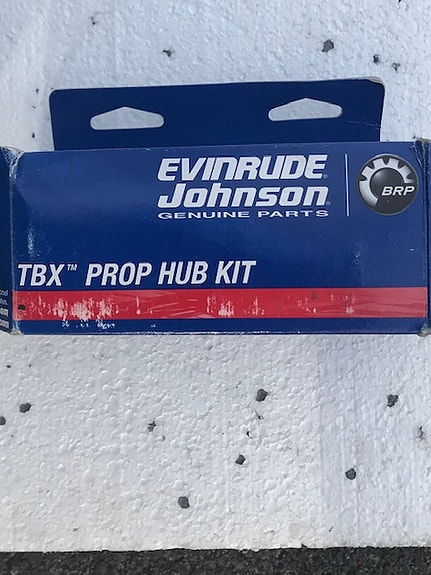 EVINRUDE®
Johnson®
GENUINE PARTS
BRP
TBX™ PROP HUB KIT